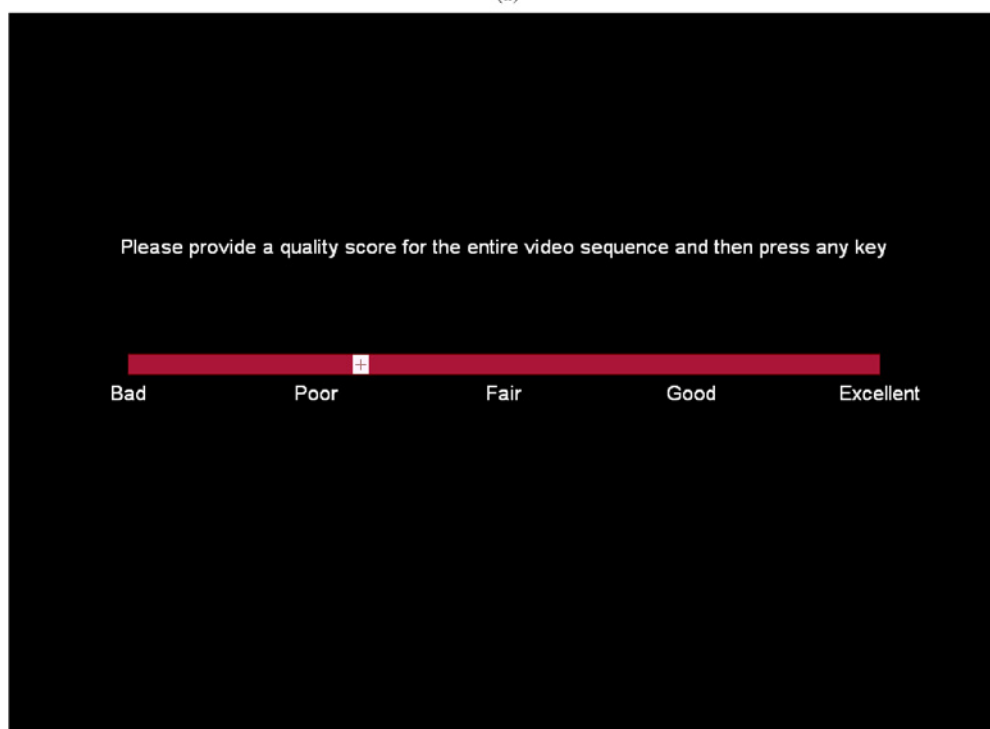 Please provide a quality score for the entire video sequence and then press any key
Bad Poor Fair Good Excellent